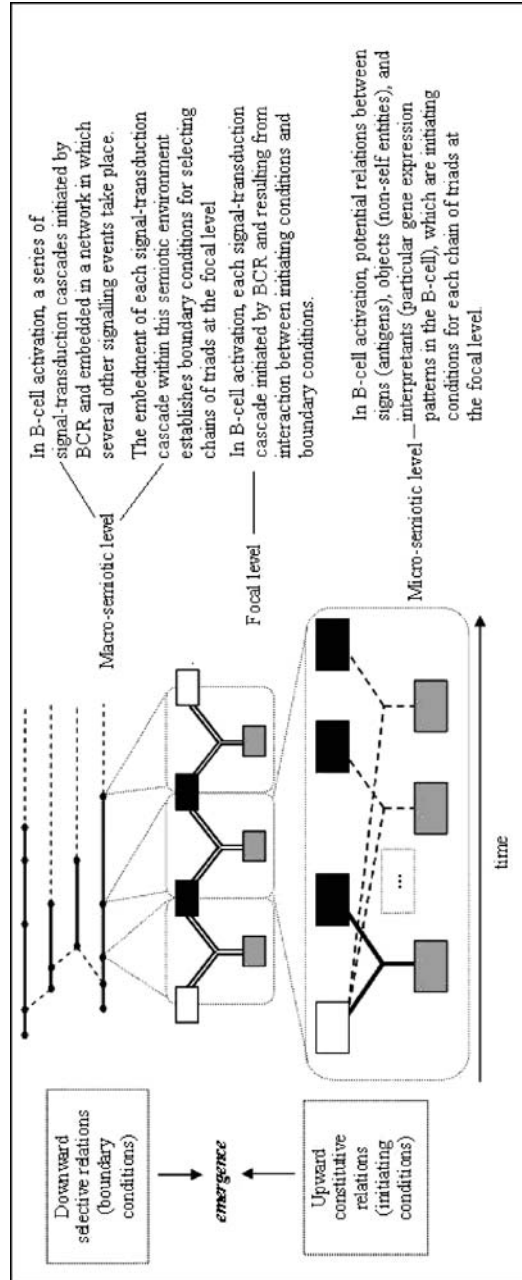 Downward
selective relations
(boundary
conditions)
emergence
Upward
constitutive
relations
(initiating
conditions)
Macro-semiotic level
In B-cell activation, a series of
signal-transduction cascades initiated by
BCR and embedded in a network in which
several other signalling events take place.
The embedment of each signal-transduction
cascade within this semiotic environment
establishes boundary conditions for selecting
chains of triads at the focal level
Focal level
In B-cell activation, each signal-transduction
cascade initiated by BCR and resulting from
interaction between initiating conditions and
boundary conditions.
...
time
Micro-semiotic level
In B-cell activation, potential relations between
signs (antigens), objects (non-self entities), and
interpretants (particular gene expression
patterns in the B-cell), which are initiating
conditions for each chain of triads at
the focal level.